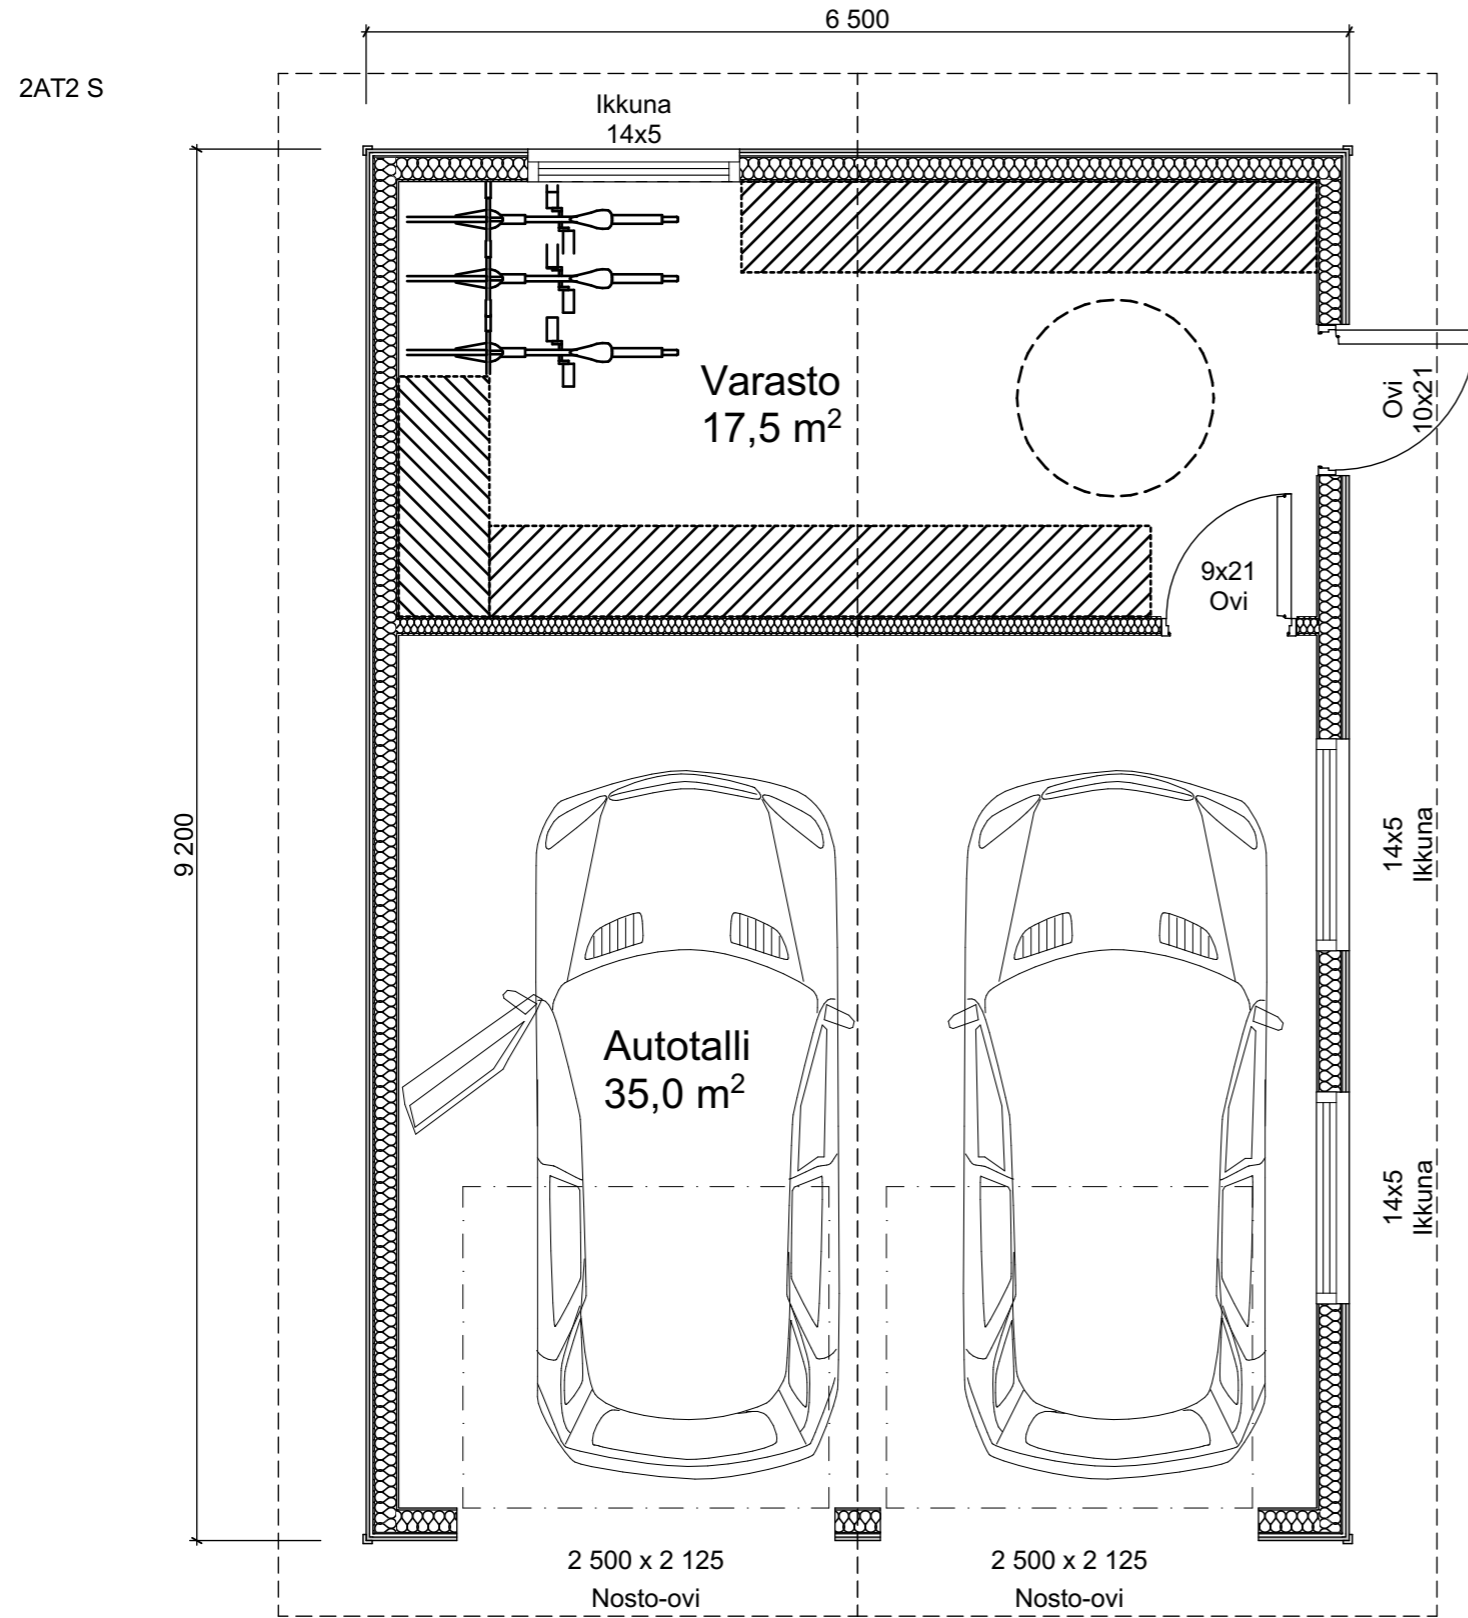 6 500
2AT2 S
Ikkuna
14x5
Varasto
17,5 m²
Ovi
10x21
9x21
Ovi
9 200
14x5
Ikkuna
Autotalli
35,0 m²
14x5
Ikkuna
2 500 x 2 125
Nosto-ovi
2 500 x 2 125
Nosto-ovi